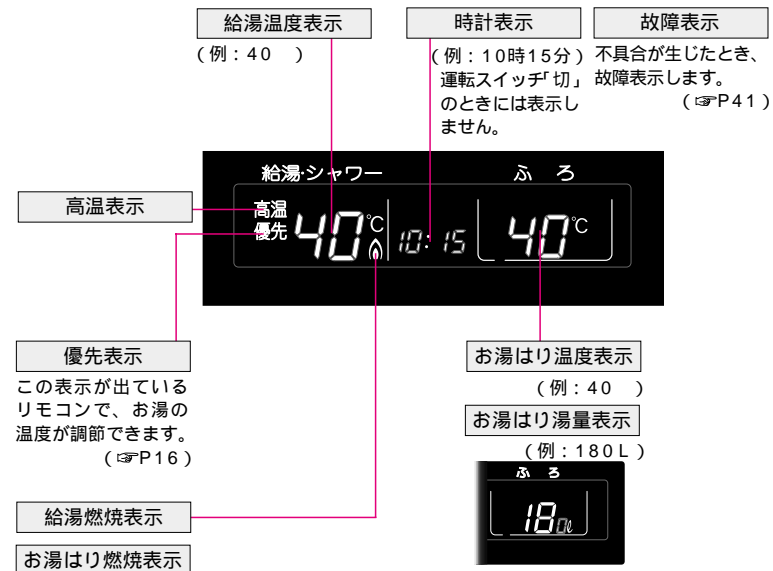 給湯温度表示
(例:40 )
時計表示
(例:10時15分)
運転スイッチ「切」
のときには表示し
ません。
故障表示
不具合が生じたとき、
故障表示します。
(☞P41)
給湯・シャワー
ふろ
高温表示
高温
優先
40℃
10:15
40℃
優先表示
この表示が出ている
リモコンで、お湯の
温度が調節できます。
(☞P16)
お湯はり温度表示
(例:40 )
お湯はり湯量表示
(例:180L)
ふろ
180ℓ
給湯燃焼表示
お湯はり燃焼表示